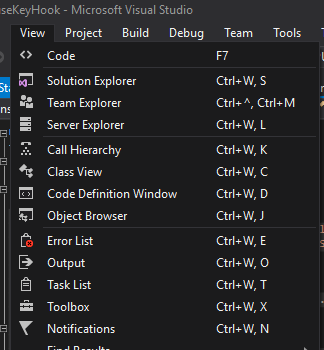 useKeyHook - Microsoft Visual Studio
View Project Build Debug Team Tools
Code F7
Solution Explorer Ctrl+W, S
Team Explorer Ctrl+^, Ctrl+M
Server Explorer Ctrl+W, L
Call Hierarchy Ctrl+W, K
Class View Ctrl+W, C
Code Definition Window Ctrl+W, D
Object Browser Ctrl+W, J
Error List Ctrl+W, E
Output Ctrl+W, O
Task List Ctrl+W, T
Toolbox Ctrl+W, X
Notifications Ctrl+W, N
Find Results